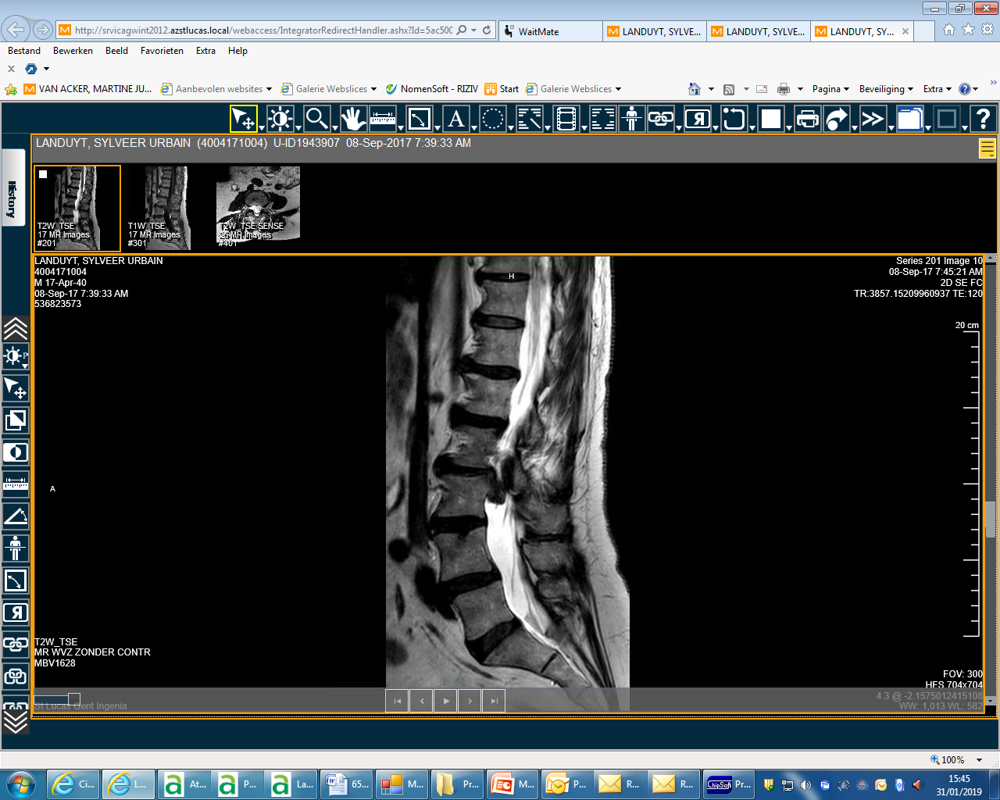 http://srvicagwint2012.azstlucas.local/webaccess/IntegratorRedirectHandler.ashx?Id=5ac500
WaitMate
LANDUYT, SYLVE...
LANDUYT, SYLVE...
LANDUYT, SY...
Bestand Bewerken Beeld Favorieten Extra Help
VAN ACKER, MARTINE JU...
Aanbevolen websites
Galerie Webslices
NomenSoft - RIZIV
Start
Galerie Webslices
Pagina
Beveiliging
Extra
LANDUYT, SYLVEER URBAIN (4004171004) U-ID1943907 08-Sep-2017 7:39:33 AM
History
T2W_TSE
17 MR Images
#201
T1W_TSE
17 MR Images
#301
T2W_TSE SENSE
MR Images
#401
LANDUYT, SYLVEER URBAIN
4004171004
M 17-Apr-40
08-Sep-17 7:39:33 AM
536823573
Series 201 Image 10
08-Sep-17 7:45:21 AM
2D SE FC
TR:3857.15209960937 TE:120
20 cm
H
A
T2W_TSE
MR WVZ ZONDER CONTR
MBV1628
FOV: 300
HFS 704x704
4.3 @ -2.1575012415108
WW: 1,013 WL: 582
St Lucas Gent Ingenia
100%
Ci...
L...
At...
P...
La...
65...
M...
Pr...
M...
P...
R...
R...
ChipSoft
Pr...
15:45
31/01/2019